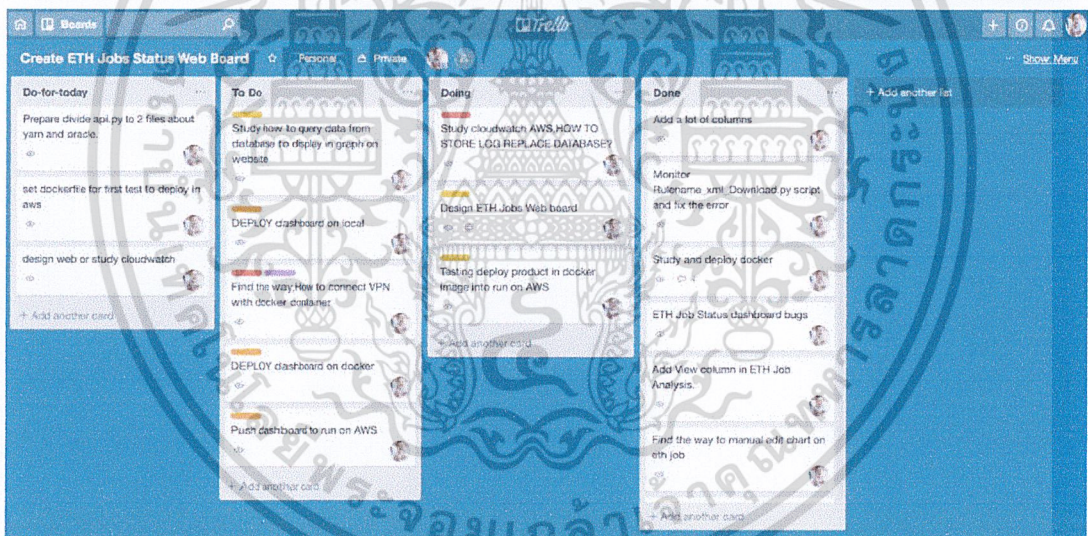 Boards
Trello
Create ETH Jobs Status Web Board
Personal
Private
Show Menu
Do-for-today
Prepare divide api.py to 2 files about
yarn and oracle.
set dockerfile for first test to deploy in
aws
design web or study cloudwatch
+ Add another card
To Do
Study how to query data from
database to display in graph on
website
DEPLOY dashboard on local
Find the way,How to connect VPN
with docker container
DEPLOY dashboard on docker
Push dashboard to run on AWS
+ Add another card
Doing
Study cloudwatch AWS,HOW TO
STORE LOG REPLACE DATABASE?
Design ETH Jobs Web board
Testing deploy product in docker
image into run on AWS
+ Add another card
Done
Add a lot of columns
Monitor
Rulename_xml_Download.py script
and fix the error
Study and deploy docker
4
ETH Job Status dashboard bugs
Add View column in ETH Job
Analysis.
Find the way to manual edit chart on
eth job
+ Add another card
+ Add another list